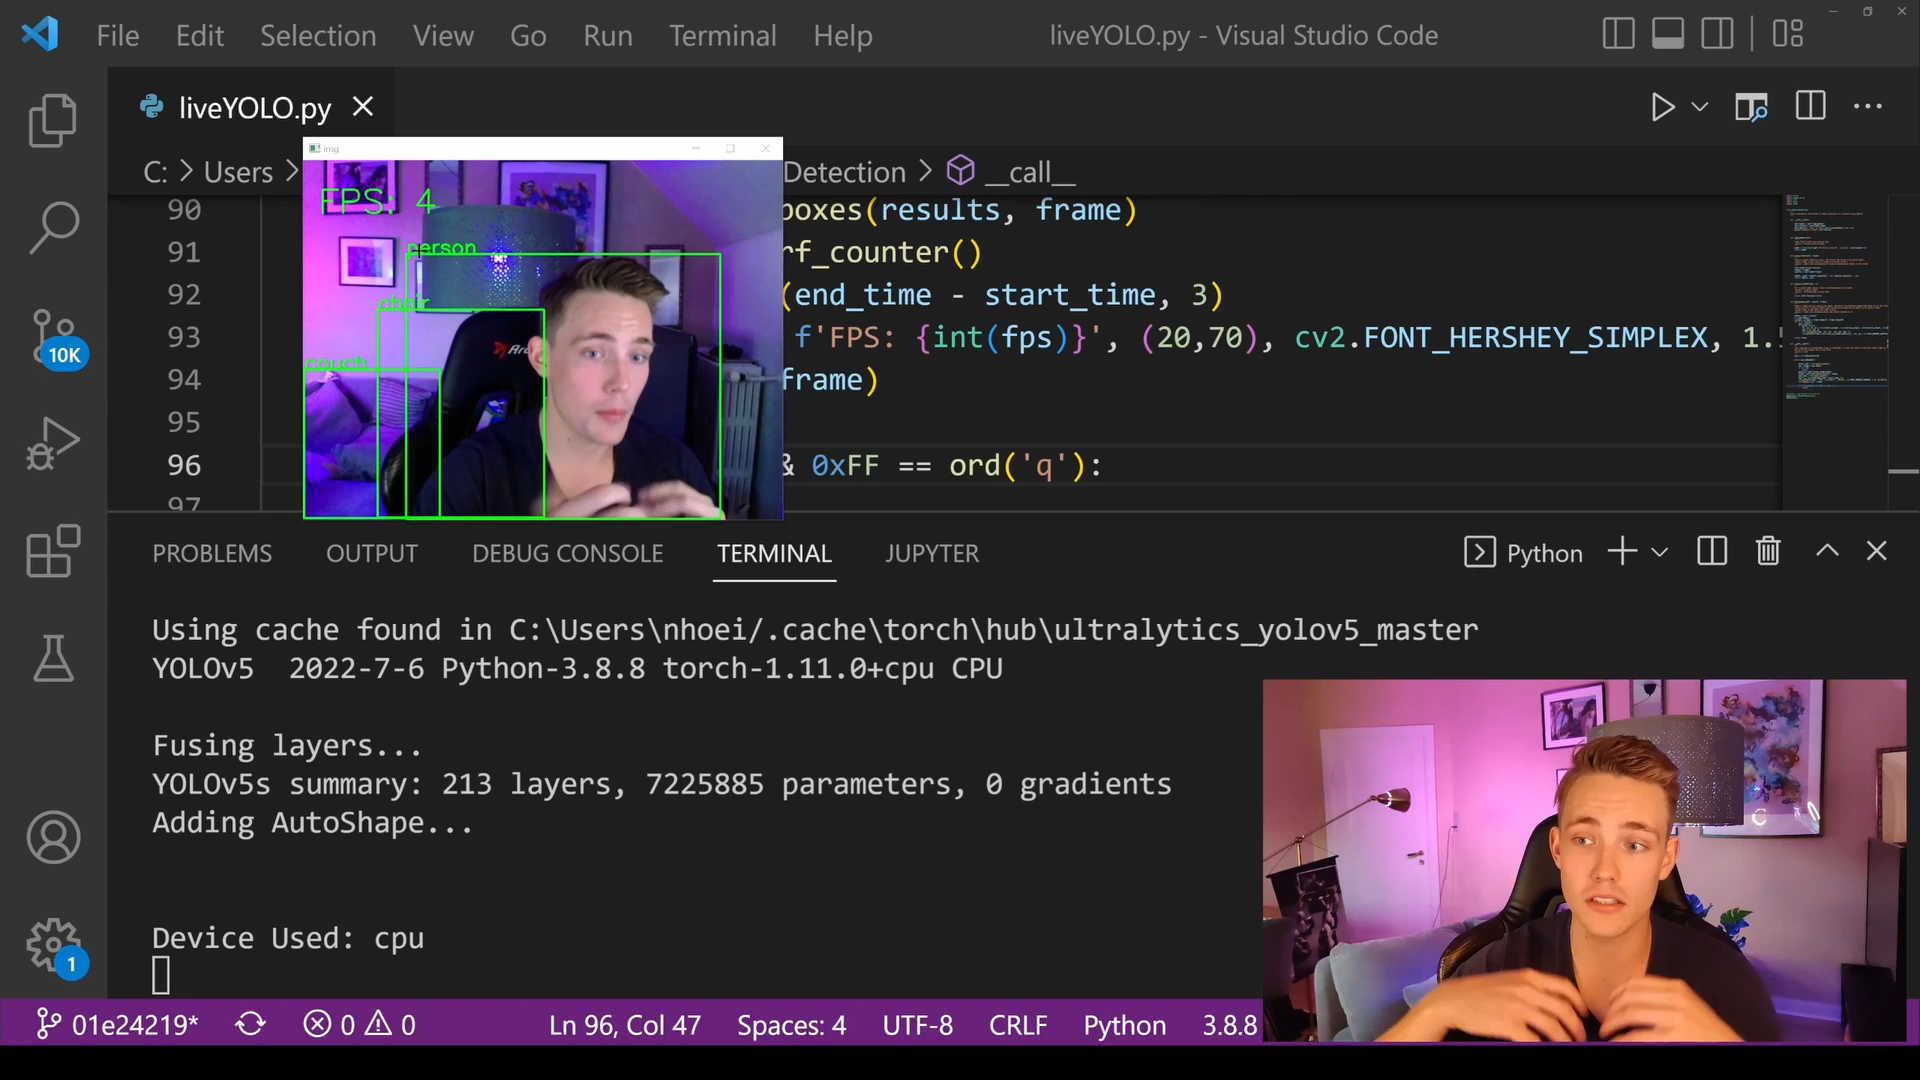 File Edit Selection View Go Run Terminal Help liveYOLO.py - Visual Studio Code
liveYOLO.py
C: > Users > Detection > __call__
img
FPS: 4
person
chair
couch
90 boxes(results, frame)
91 rf_counter()
92 (end_time - start_time, 3)
93 f'FPS: {int(fps)}', (20,70), cv2.FONT_HERSHEY_SIMPLEX, 1.5
94 frame)
95
96 & 0xFF == ord('q'):
97
10K
PROBLEMS OUTPUT DEBUG CONSOLE TERMINAL JUPYTER Python
Using cache found in C:\Users\nhoei/.cache\torch\hub\ultralytics_yolov5_master
YOLOv5 2022-7-6 Python-3.8.8 torch-1.11.0+cpu CPU
Fusing layers...
YOLOv5s summary: 213 layers, 7225885 parameters, 0 gradients
Adding AutoShape...
Device Used: cpu
1
01e24219* 0 0 Ln 96, Col 47 Spaces: 4 UTF-8 CRLF Python 3.8.8